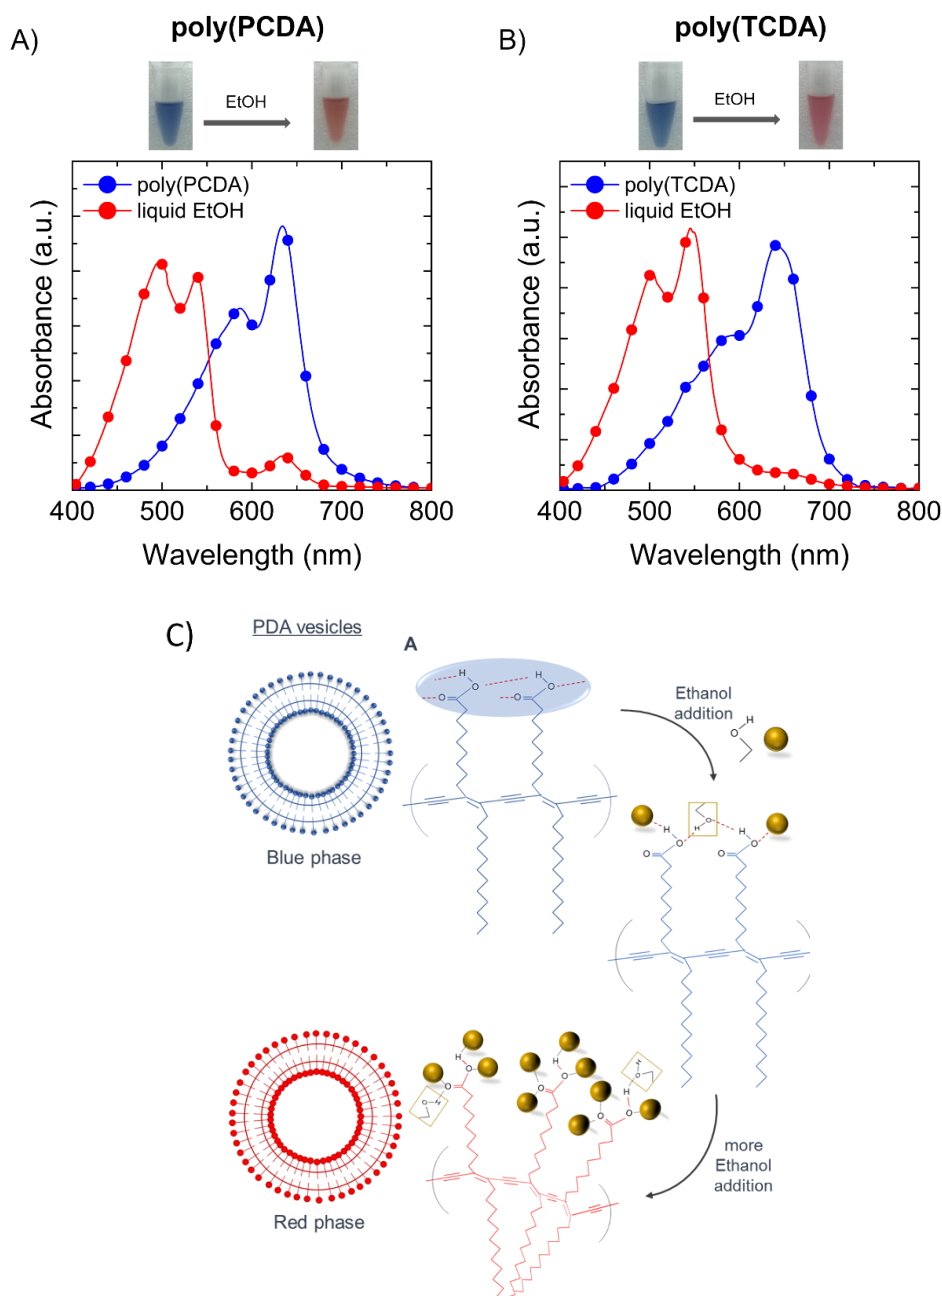 A)
poly(PCDA)
EtOH
poly(PCDA)
liquid EtOH
Absorbance (a.u.)
400 500 600 700 800
Wavelength (nm)
B)
poly(TCDA)
EtOH
poly(TCDA)
liquid EtOH
Absorbance (a.u.)
400 500 600 700 800
Wavelength (nm)
C)
PDA vesicles
Blue phase
A
H H
O O O O
Ethanol
addition
H
O
H H H
O O O O O
Red phase
H H H H
O O O O O O O O
more
Ethanol
addition